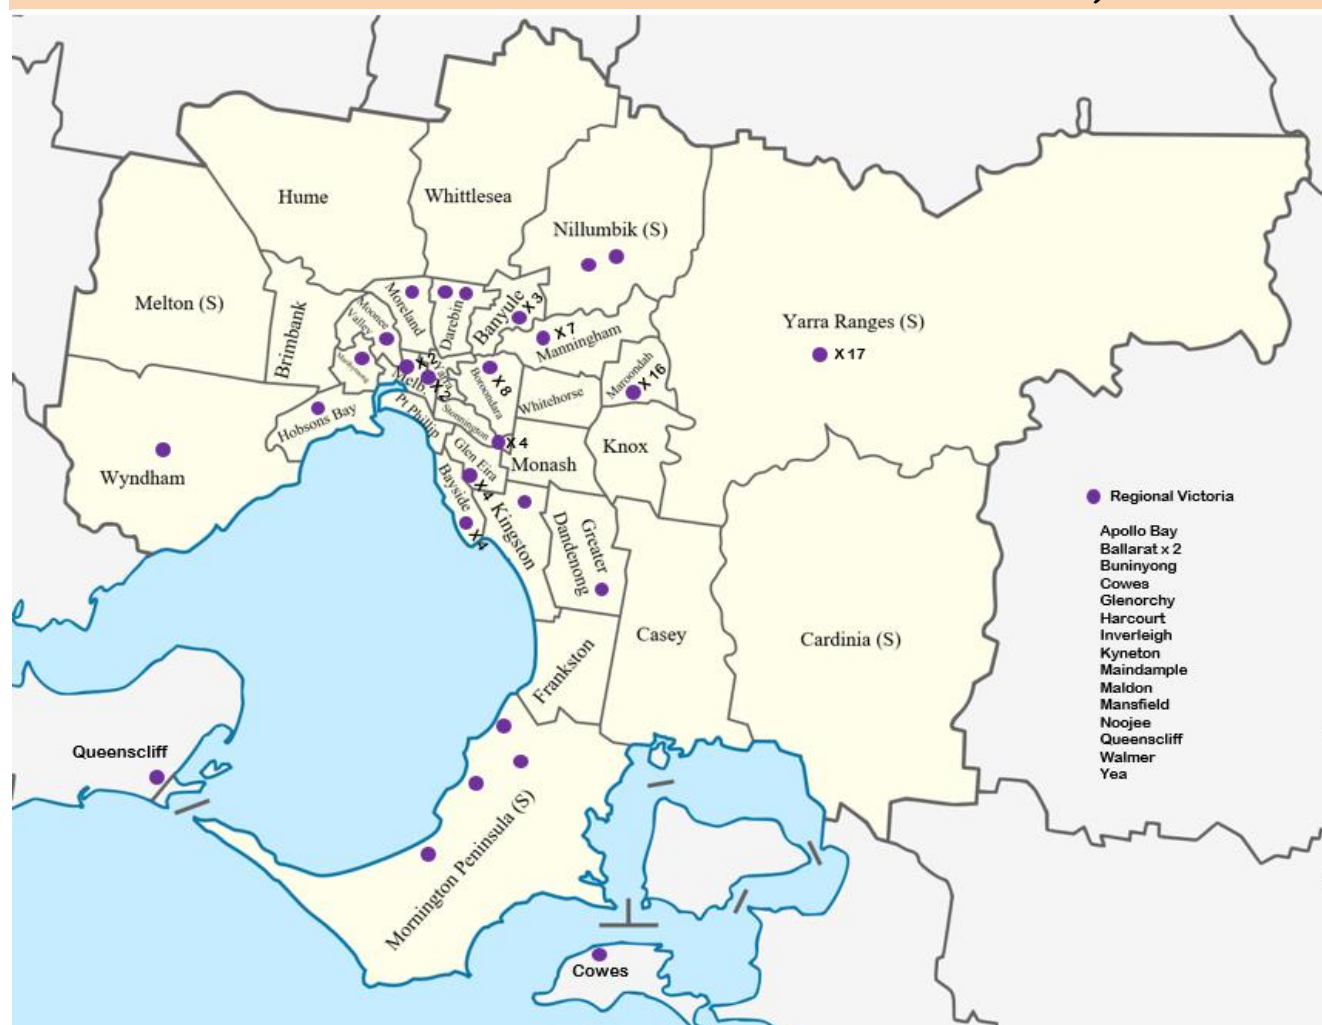 Hume
Whittlesea
Nillumbik (S)
Melton (S)
Brimbank
Moonee
Valley
Moreland
Darebin
Banyule
X 3
X 7
Manningham
Yarra Ranges (S)
X 17
Maribyrnong
X 2
Melb.
Yarra
X 2
Boroondara
X 8
Whitehorse
Maroondah
X 16
Hobsons Bay
Pt Phillip
Stonnington
X 4
Glen Eira
X 4
Monash
Knox
Wyndham
Bayside
X 4
Kingston
Greater
Dandenong
Regional Victoria
Apollo Bay
Ballarat x 2
Buninyong
Cowes
Glenorchy
Harcourt
Inverleigh
Kyneton
Maindample
Maldon
Mansfield
Noojee
Queenscliff
Walmer
Yea
Casey
Cardinia (S)
Frankston
Queenscliff
Mornington Peninsula (S)
Cowes